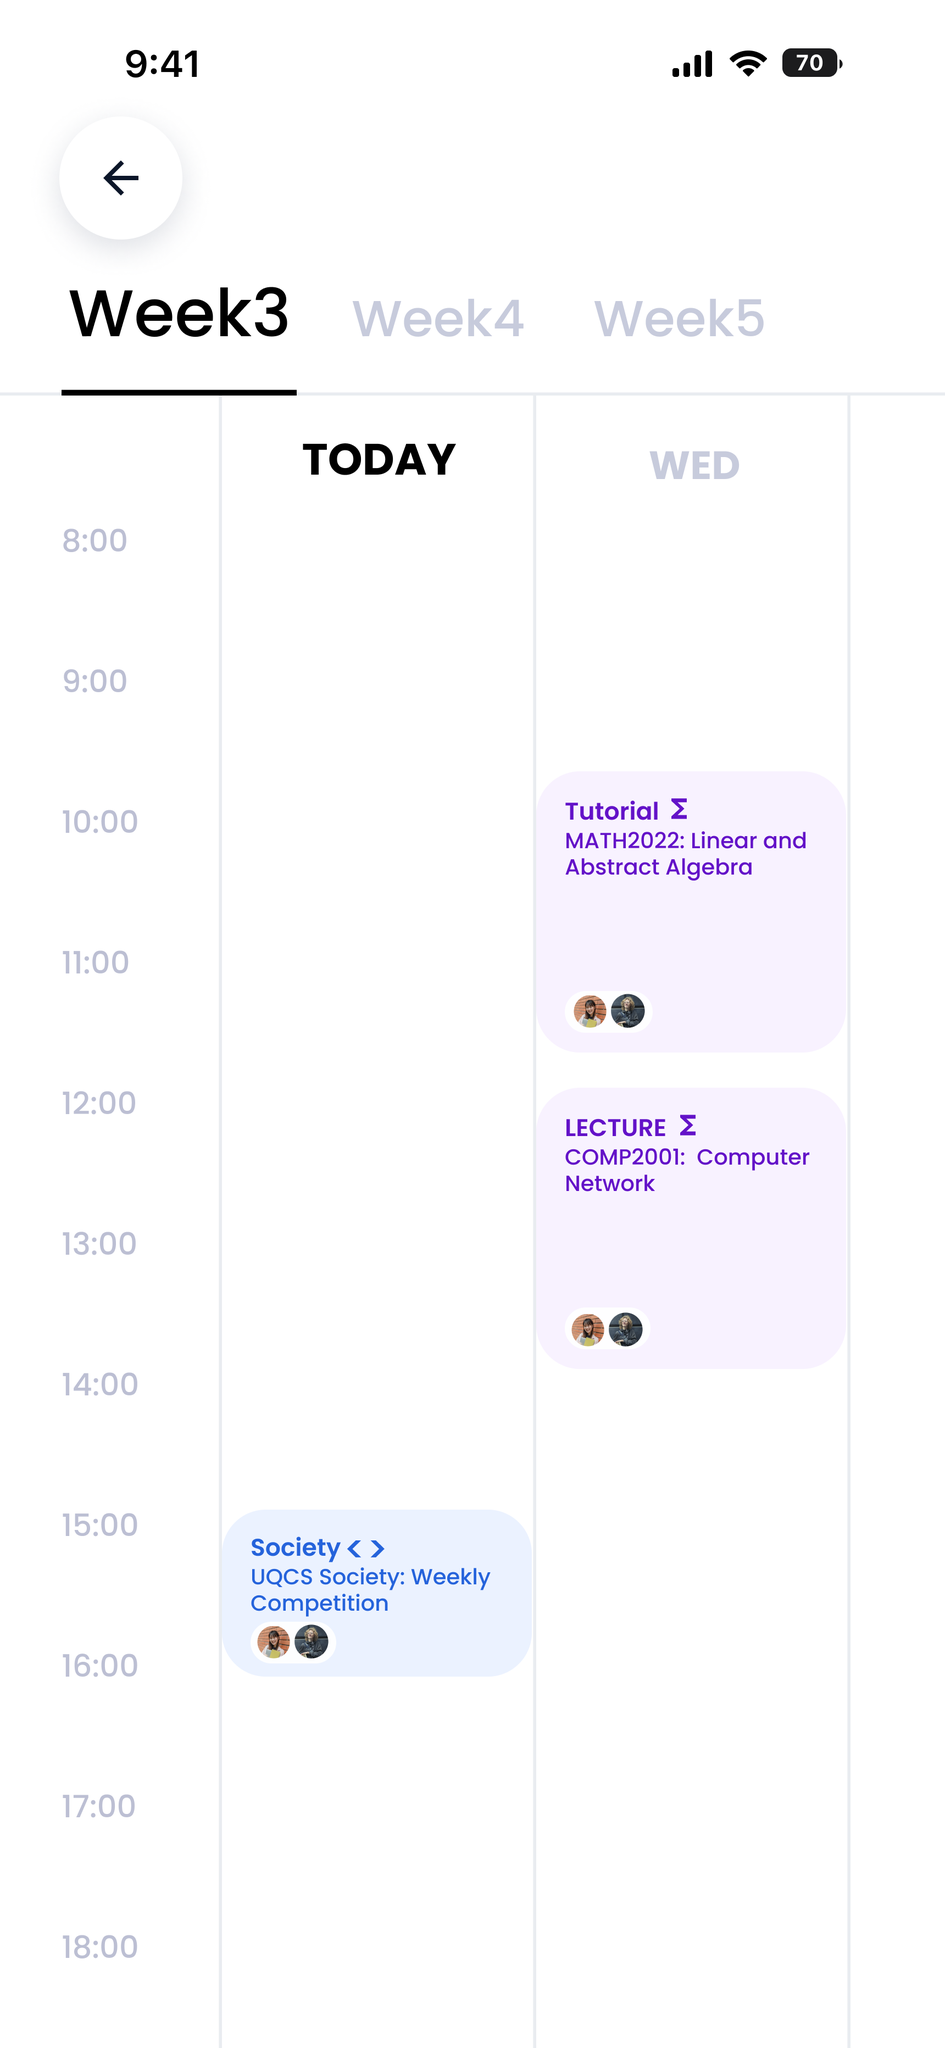 9:41
70
Week3 Week4 Week5
TODAY WED
8:00
9:00
10:00
Tutorial Σ
MATH2022: Linear and
Abstract Algebra
11:00
12:00
LECTURE Σ
COMP2001:  Computer
Network
13:00
14:00
15:00
Society < >
UQCS Society: Weekly
Competition
16:00
17:00
18:00